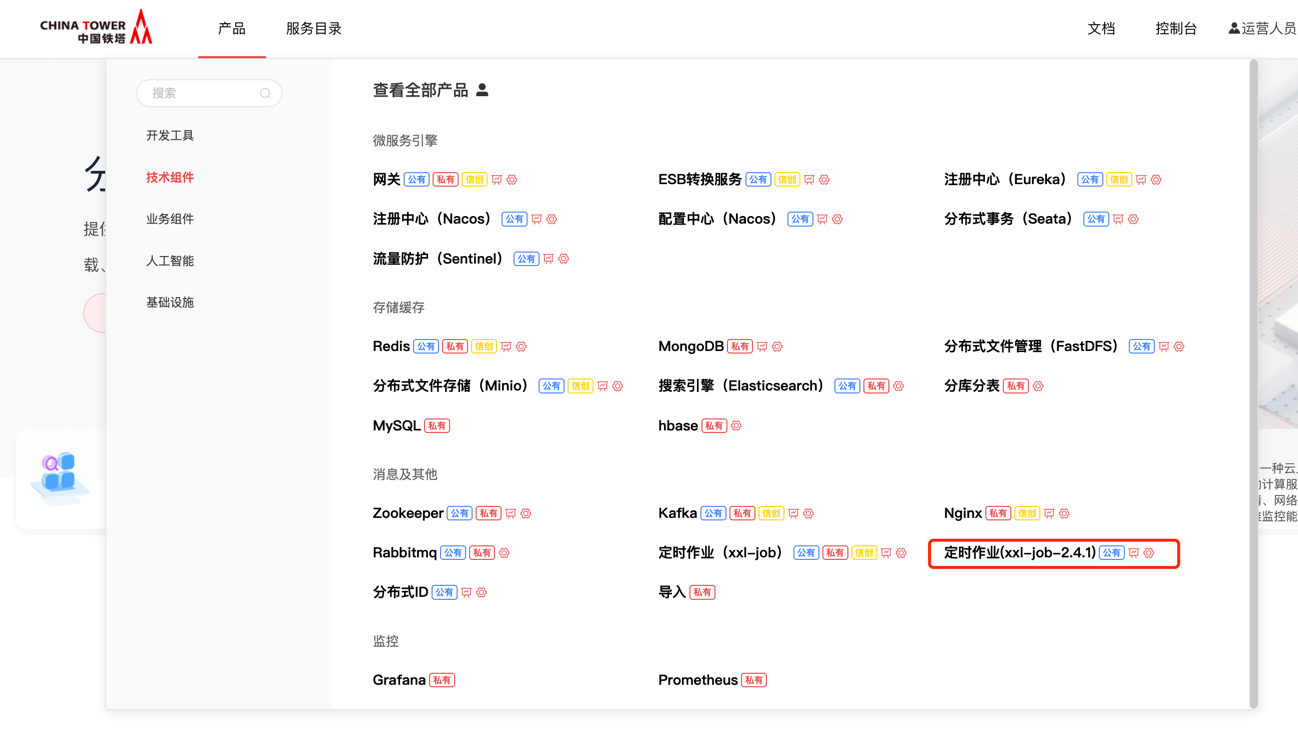 CHINA TOWER
中国铁塔
产品
服务目录
文档
控制台
运营人员
搜索
开发工具
技术组件
业务组件
人工智能
基础设施
查看全部产品
微服务引擎
网关 公有 私有 信创
ESB转换服务 公有 信创
注册中心（Eureka） 公有 信创
注册中心（Nacos） 公有
配置中心（Nacos） 公有
分布式事务（Seata） 公有
流量防护（Sentinel） 公有
存储缓存
Redis 公有 私有 信创
MongoDB 私有
分布式文件管理（FastDFS） 公有
分布式文件存储（Minio） 公有 信创
搜索引擎（Elasticsearch） 公有 私有
分库分表 私有
MySQL 私有
hbase 私有
消息及其他
Zookeeper 公有 私有
Kafka 公有 私有 信创
Nginx 私有 信创
Rabbitmq 公有 私有
定时作业（xxl-job） 公有 私有 信创
定时作业(xxl-job-2.4.1) 公有
分布式ID 公有
导入 私有
监控
Grafana 私有
Prometheus 私有
提
载、
一种云
计算服
、网络
监控能